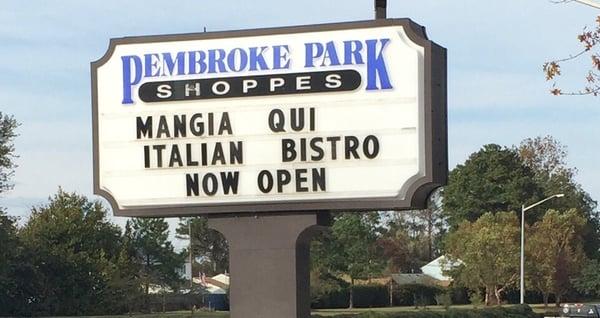 PEMBROKE PARK
SHOPPES
MANGIA QUI
ITALIAN BISTRO
NOW OPEN